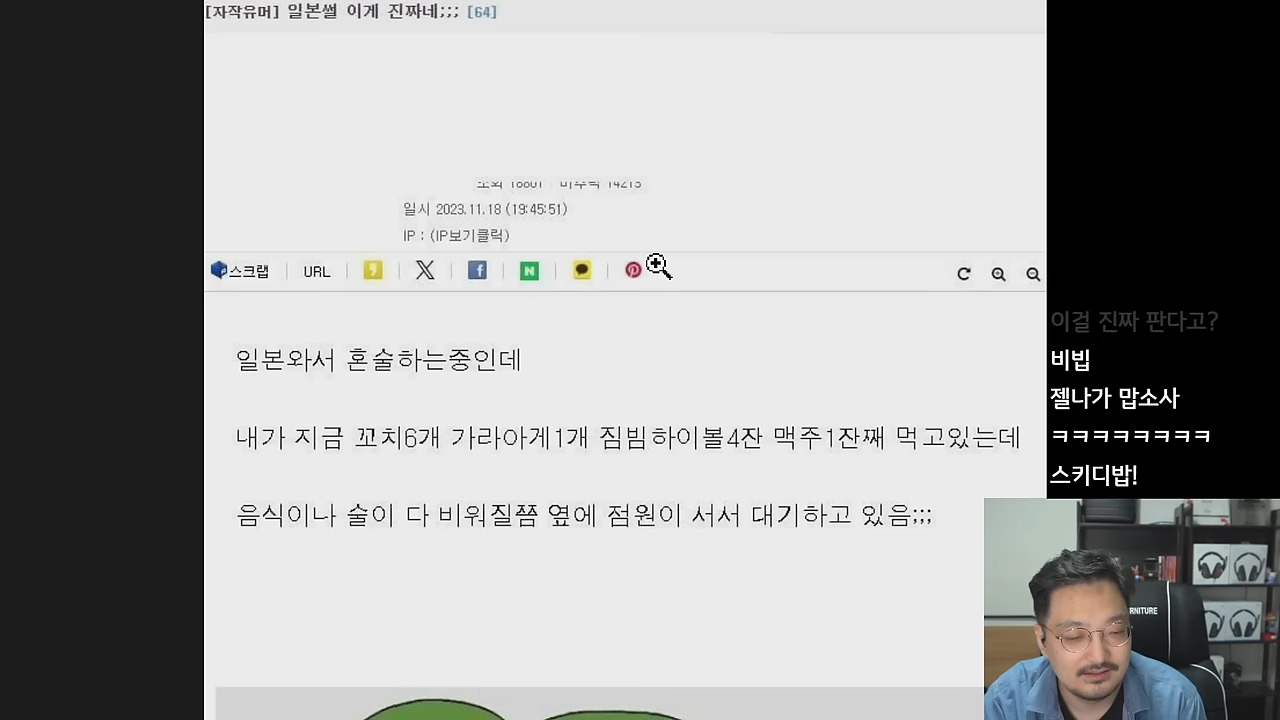 [자작유머] 일본썰 이게 진짜네;;; [64]
일시 2023.11.18 (19:45:51)
IP : (IP보기클릭)
스크랩
URL
일본와서 혼술하는중인데
내가 지금 꼬치6개 가라아게1개 짐빔하이볼4잔 맥주1잔째 먹고있는데
음식이나 술이 다 비워질쯤 옆에 점원이 서서 대기하고 있음;;;
이걸 진짜 판다고?
비빕
젤나가 맙소사
ㅋㅋㅋㅋㅋㅋㅋㅋ
스키디밥!